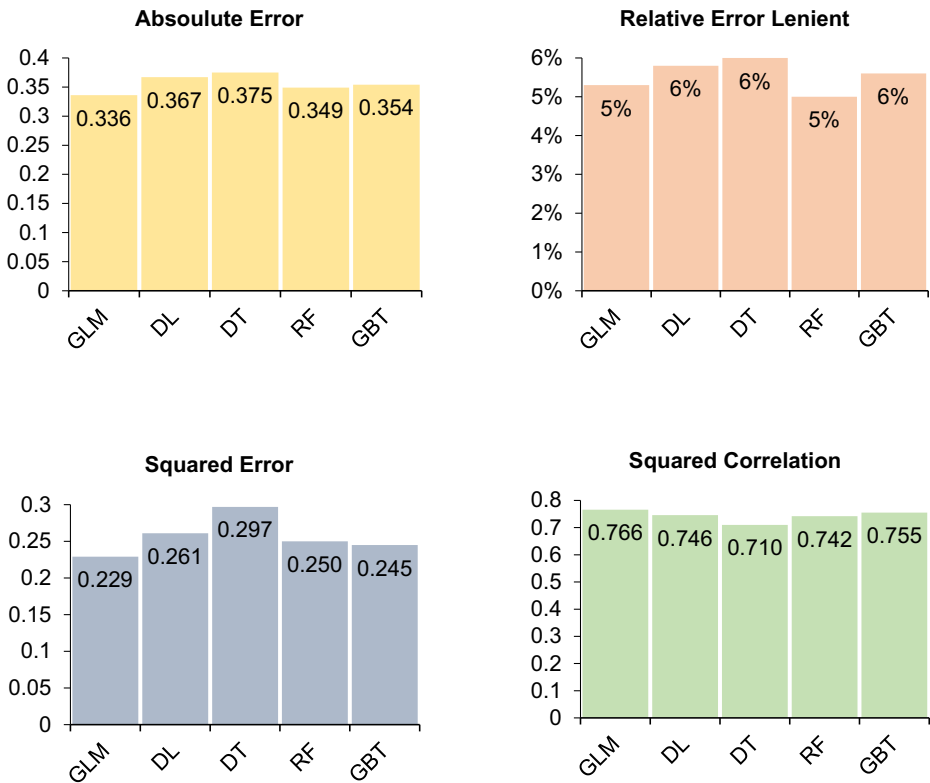 Absoulute Error
0.4
0.35
0.3
0.25
0.2
0.15
0.1
0.05
0
0.336
0.367
0.375
0.349
0.354
GLM
DL
DT
RF
GBT
Relative Error Lenient
6%
5%
4%
3%
2%
1%
0%
5%
6%
6%
5%
6%
GLM
DL
DT
RF
GBT
Squared Error
0.3
0.25
0.2
0.15
0.1
0.05
0
0.229
0.261
0.297
0.250
0.245
GLM
DL
DT
RF
GBT
Squared Correlation
0.8
0.7
0.6
0.5
0.4
0.3
0.2
0.1
0
0.766
0.746
0.710
0.742
0.755
GLM
DL
DT
RF
GBT